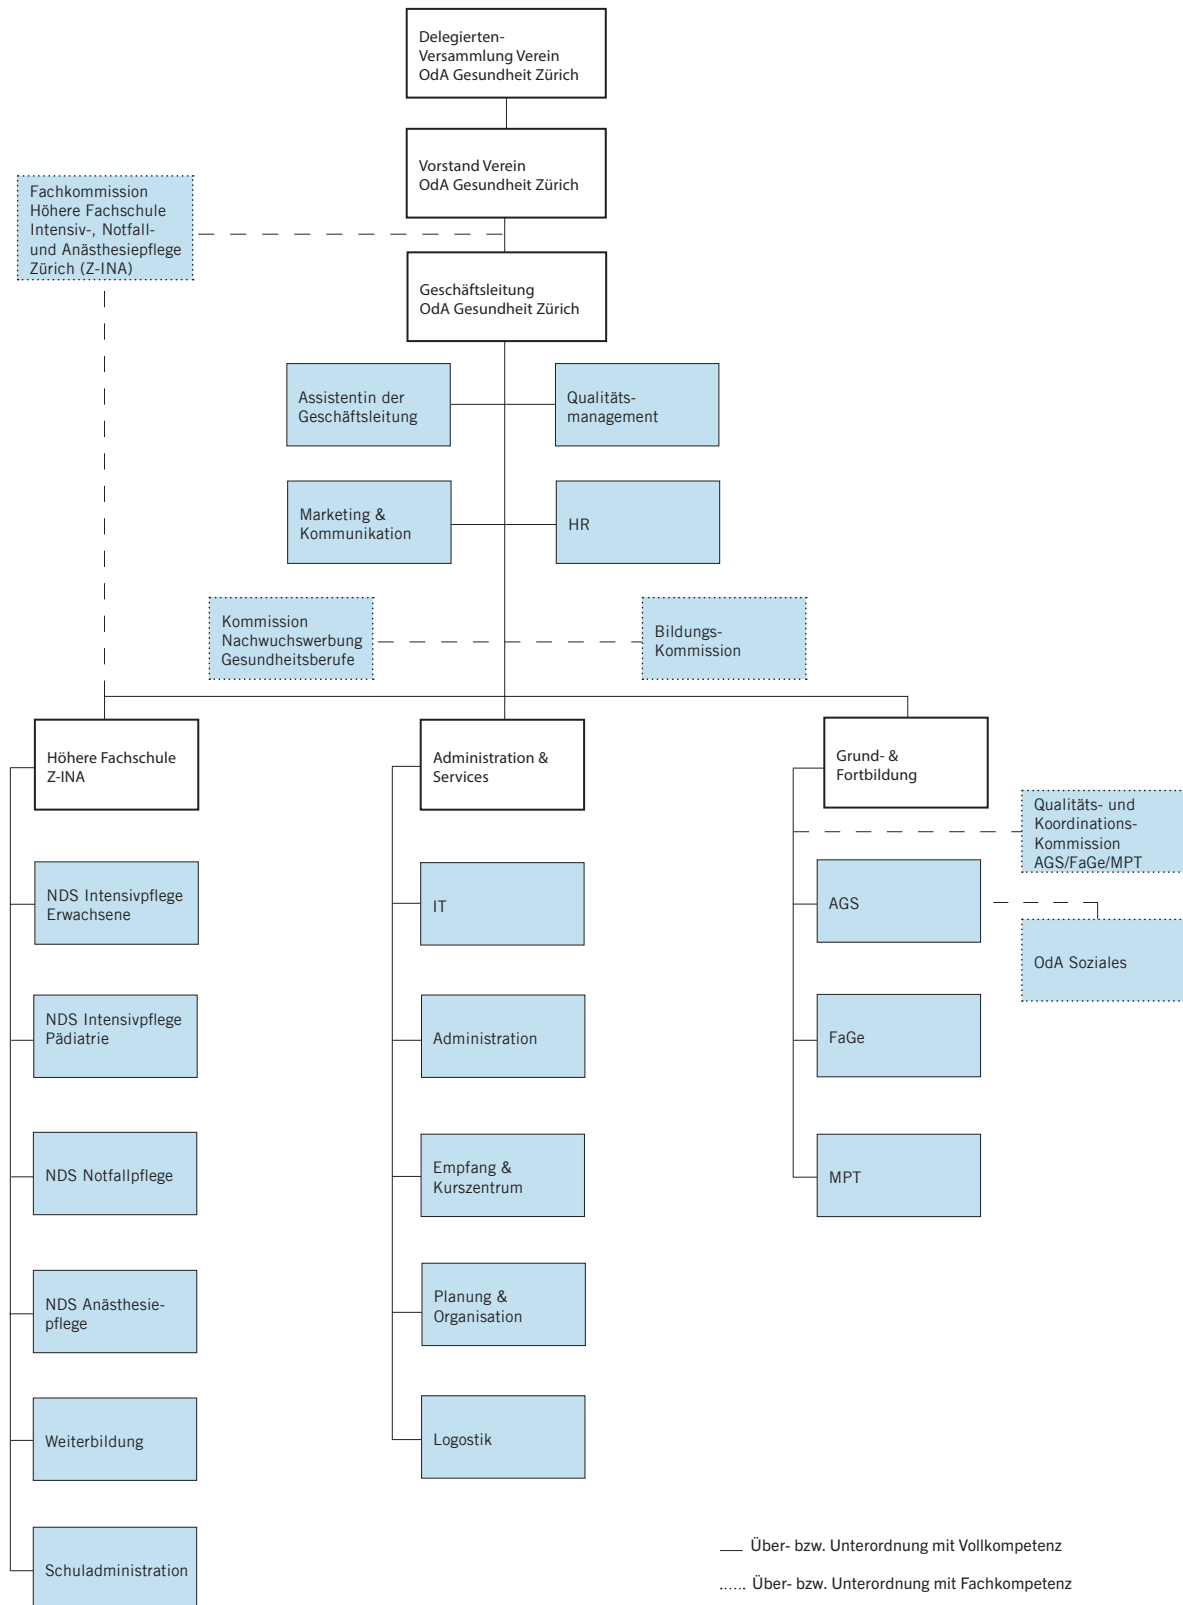 Delegierten-
Versammlung Verein
OdA Gesundheit Zürich
Vorstand Verein
OdA Gesundheit Zürich
Fachkommission
Höhere Fachschule
Intensiv-, Notfall-
und Anästhesiepflege
Zürich (Z-INA)
Geschäftsleitung
OdA Gesundheit Zürich
Assistentin der
Geschäftsleitung
Qualitäts-
management
Marketing &
Kommunikation
HR
Kommission
Nachwuchswerbung
Gesundheitsberufe
Bildungs-
Kommission
Höhere Fachschule
Z-INA
NDS Intensivpflege
Erwachsene
NDS Intensivpflege
Pädiatrie
NDS Notfallpflege
NDS Anästhesie-
pflege
Weiterbildung
Schuladministration
Administration &
Services
IT
Administration
Empfang &
Kurszentrum
Planung &
Organisation
Logostik
Grund- &
Fortbildung
Qualitäts- und
Koordinations-
Kommission
AGS/FaGe/MPT
AGS
OdA Soziales
FaGe
MPT
Über- bzw. Unterordnung mit Vollkompetenz
Über- bzw. Unterordnung mit Fachkompetenz